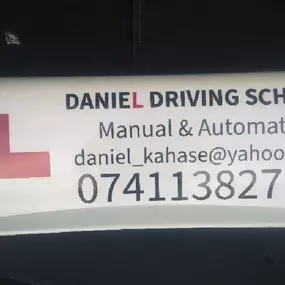 DANIEL DRIVING SCH
Manual & Automat
daniel_kahase@yahoo
074113827